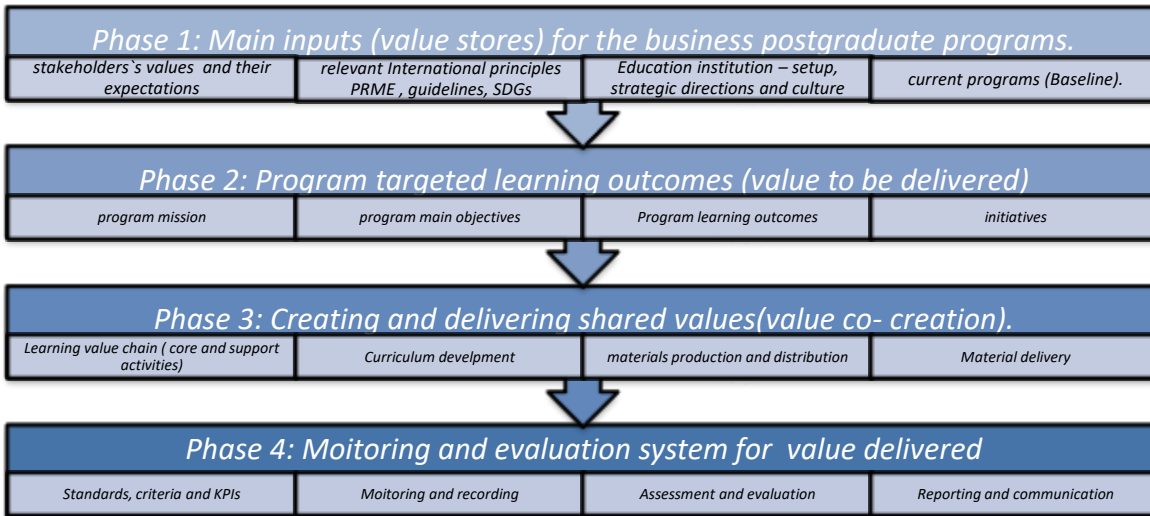 Phase 1: Main inputs (value stores) for the business postgraduate programs.
stakeholders`s values and their
expectations
relevant International principles
PRME , guidelines, SDGs
Education institution – setup,
strategic directions and culture
current programs (Baseline).
Phase 2: Program targeted learning outcomes (value to be delivered)
program mission
program main objectives
Program learning outcomes
initiatives
Phase 3: Creating and delivering shared values(value co- creation).
Learning value chain ( core and support
activities)
Curriculum develpment
materials production and distribution
Material delivery
Phase 4: Moitoring and evaluation system for value delivered
Standards, criteria and KPIs
Moitoring and recording
Assessment and evaluation
Reporting and communication